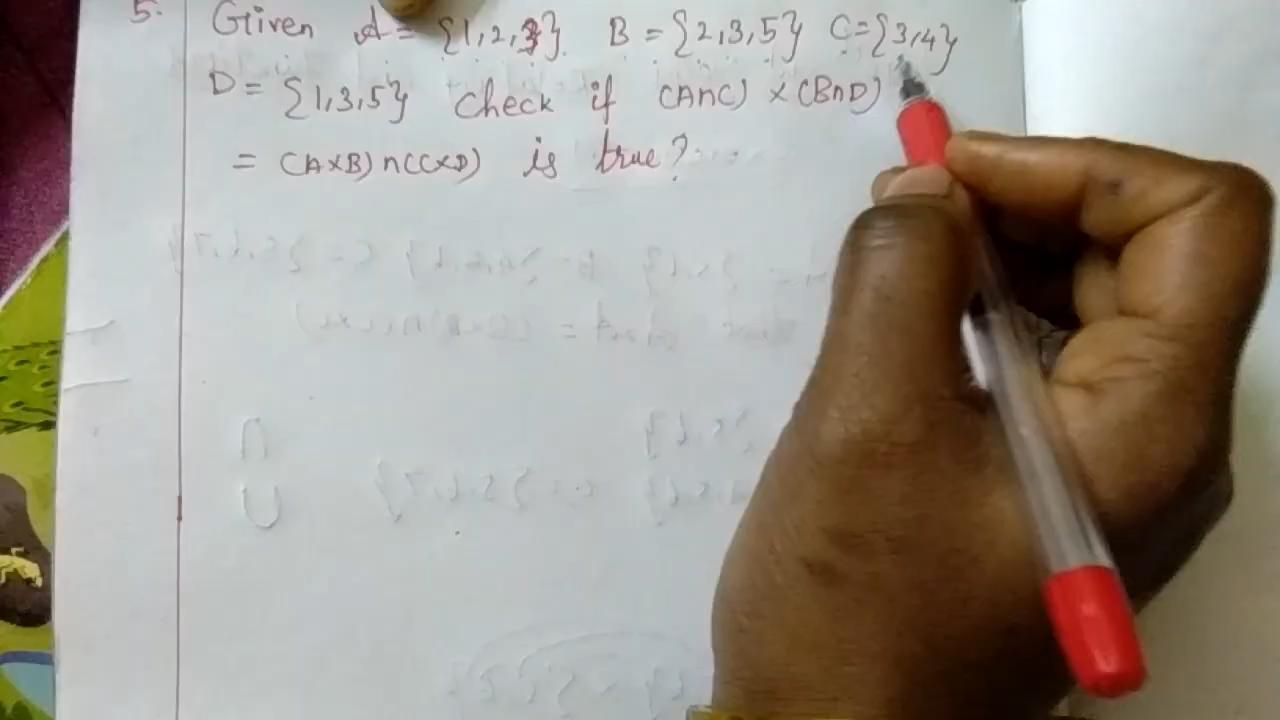 5. Given A = {1,2,3}. B = {2,3,5} C = {3,4}
D = {1,3,5} check if (A∩C) × (B∩D)
= (A×B) ∩ (C×D) is true?